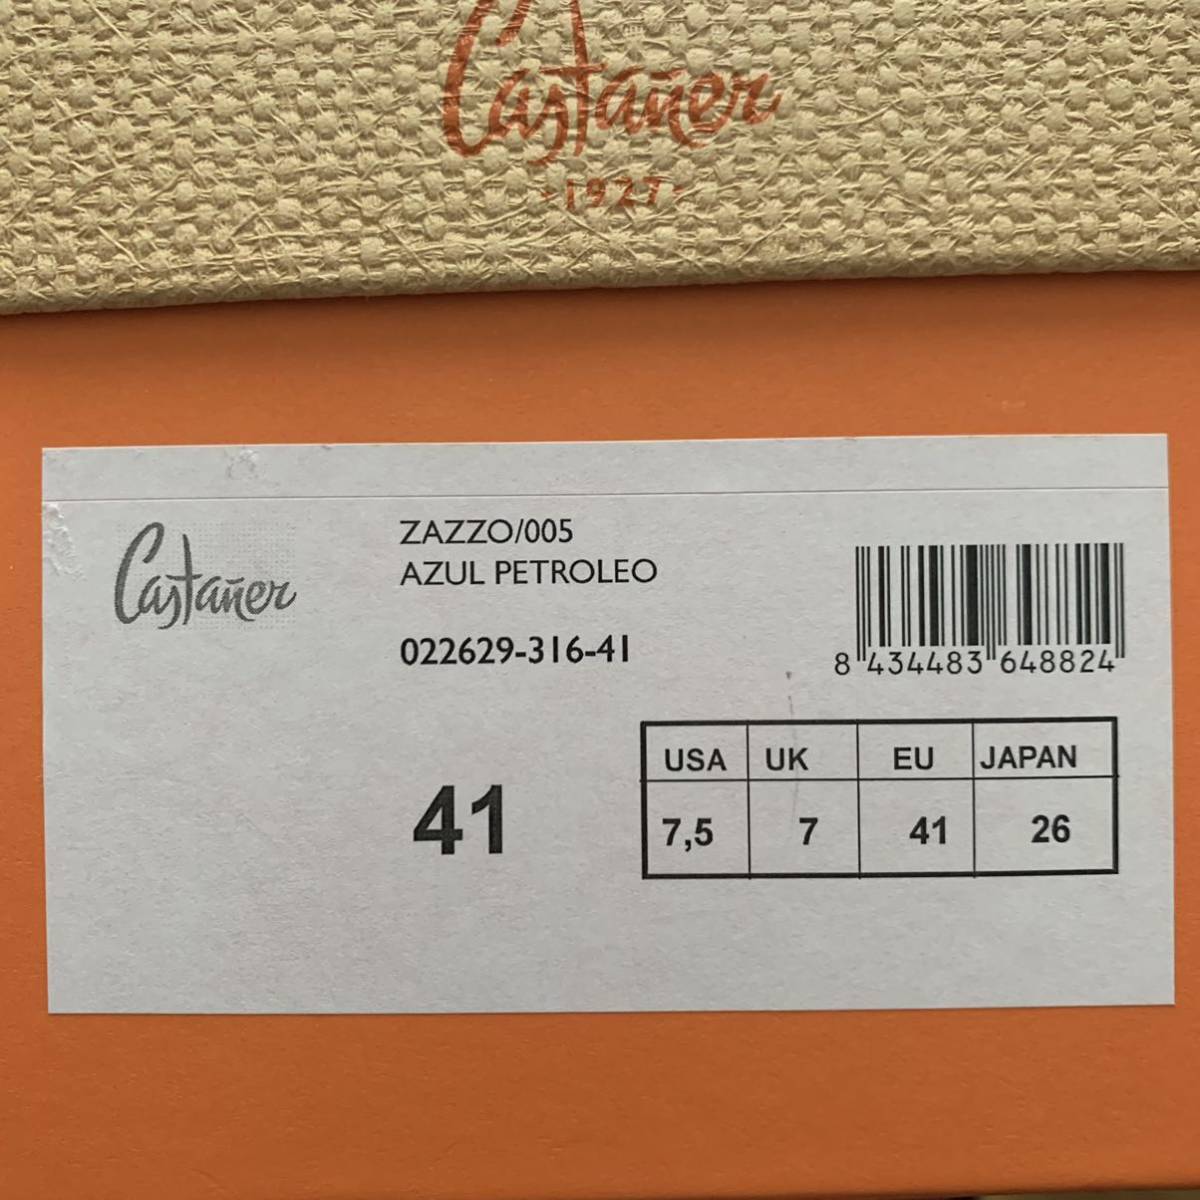 Castañer
·1927·
Castañer
ZAZZO/005
AZUL PETROLEO
022629-316-41
8 434483 648824
41
USA UK EU JAPAN
7,5 7 41 26